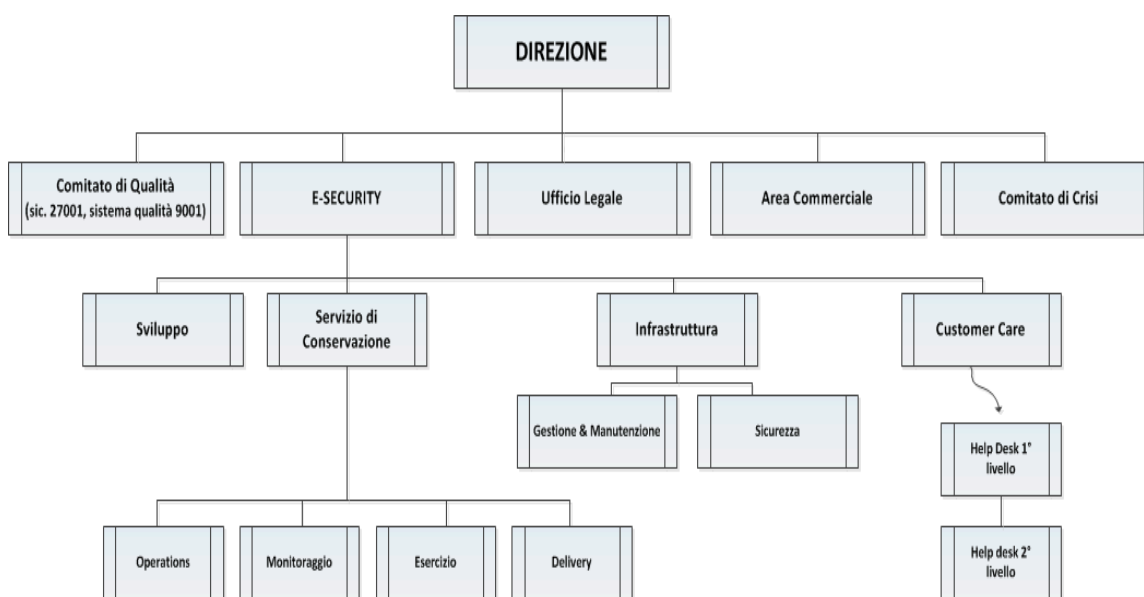 DIREZIONE
Comitato di Qualità
(sic. 27001, sistema qualità 9001)
E-SECURITY
Ufficio Legale
Area Commerciale
Comitato di Crisi
Sviluppo
Servizio di
Conservazione
Infrastruttura
Customer Care
Gestione & Manutenzione
Sicurezza
Help Desk 1°
livello
Operations
Monitoraggio
Esercizio
Delivery
Help desk 2°
livello